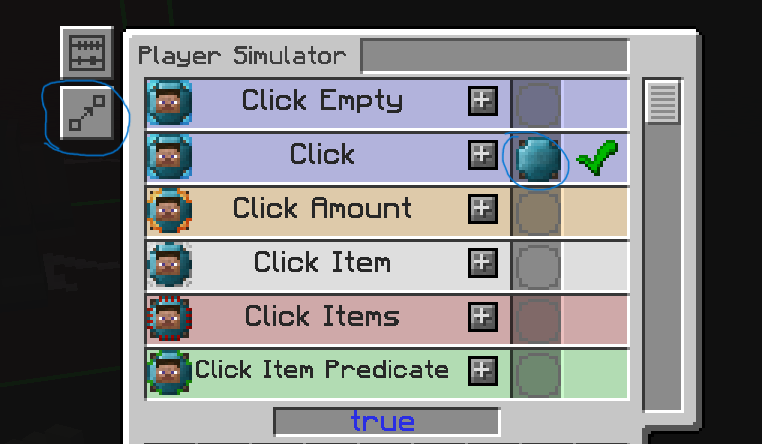 Player Simulator
Click Empty
Click
Click Amount
Click Item
Click Items
Click Item Predicate
true